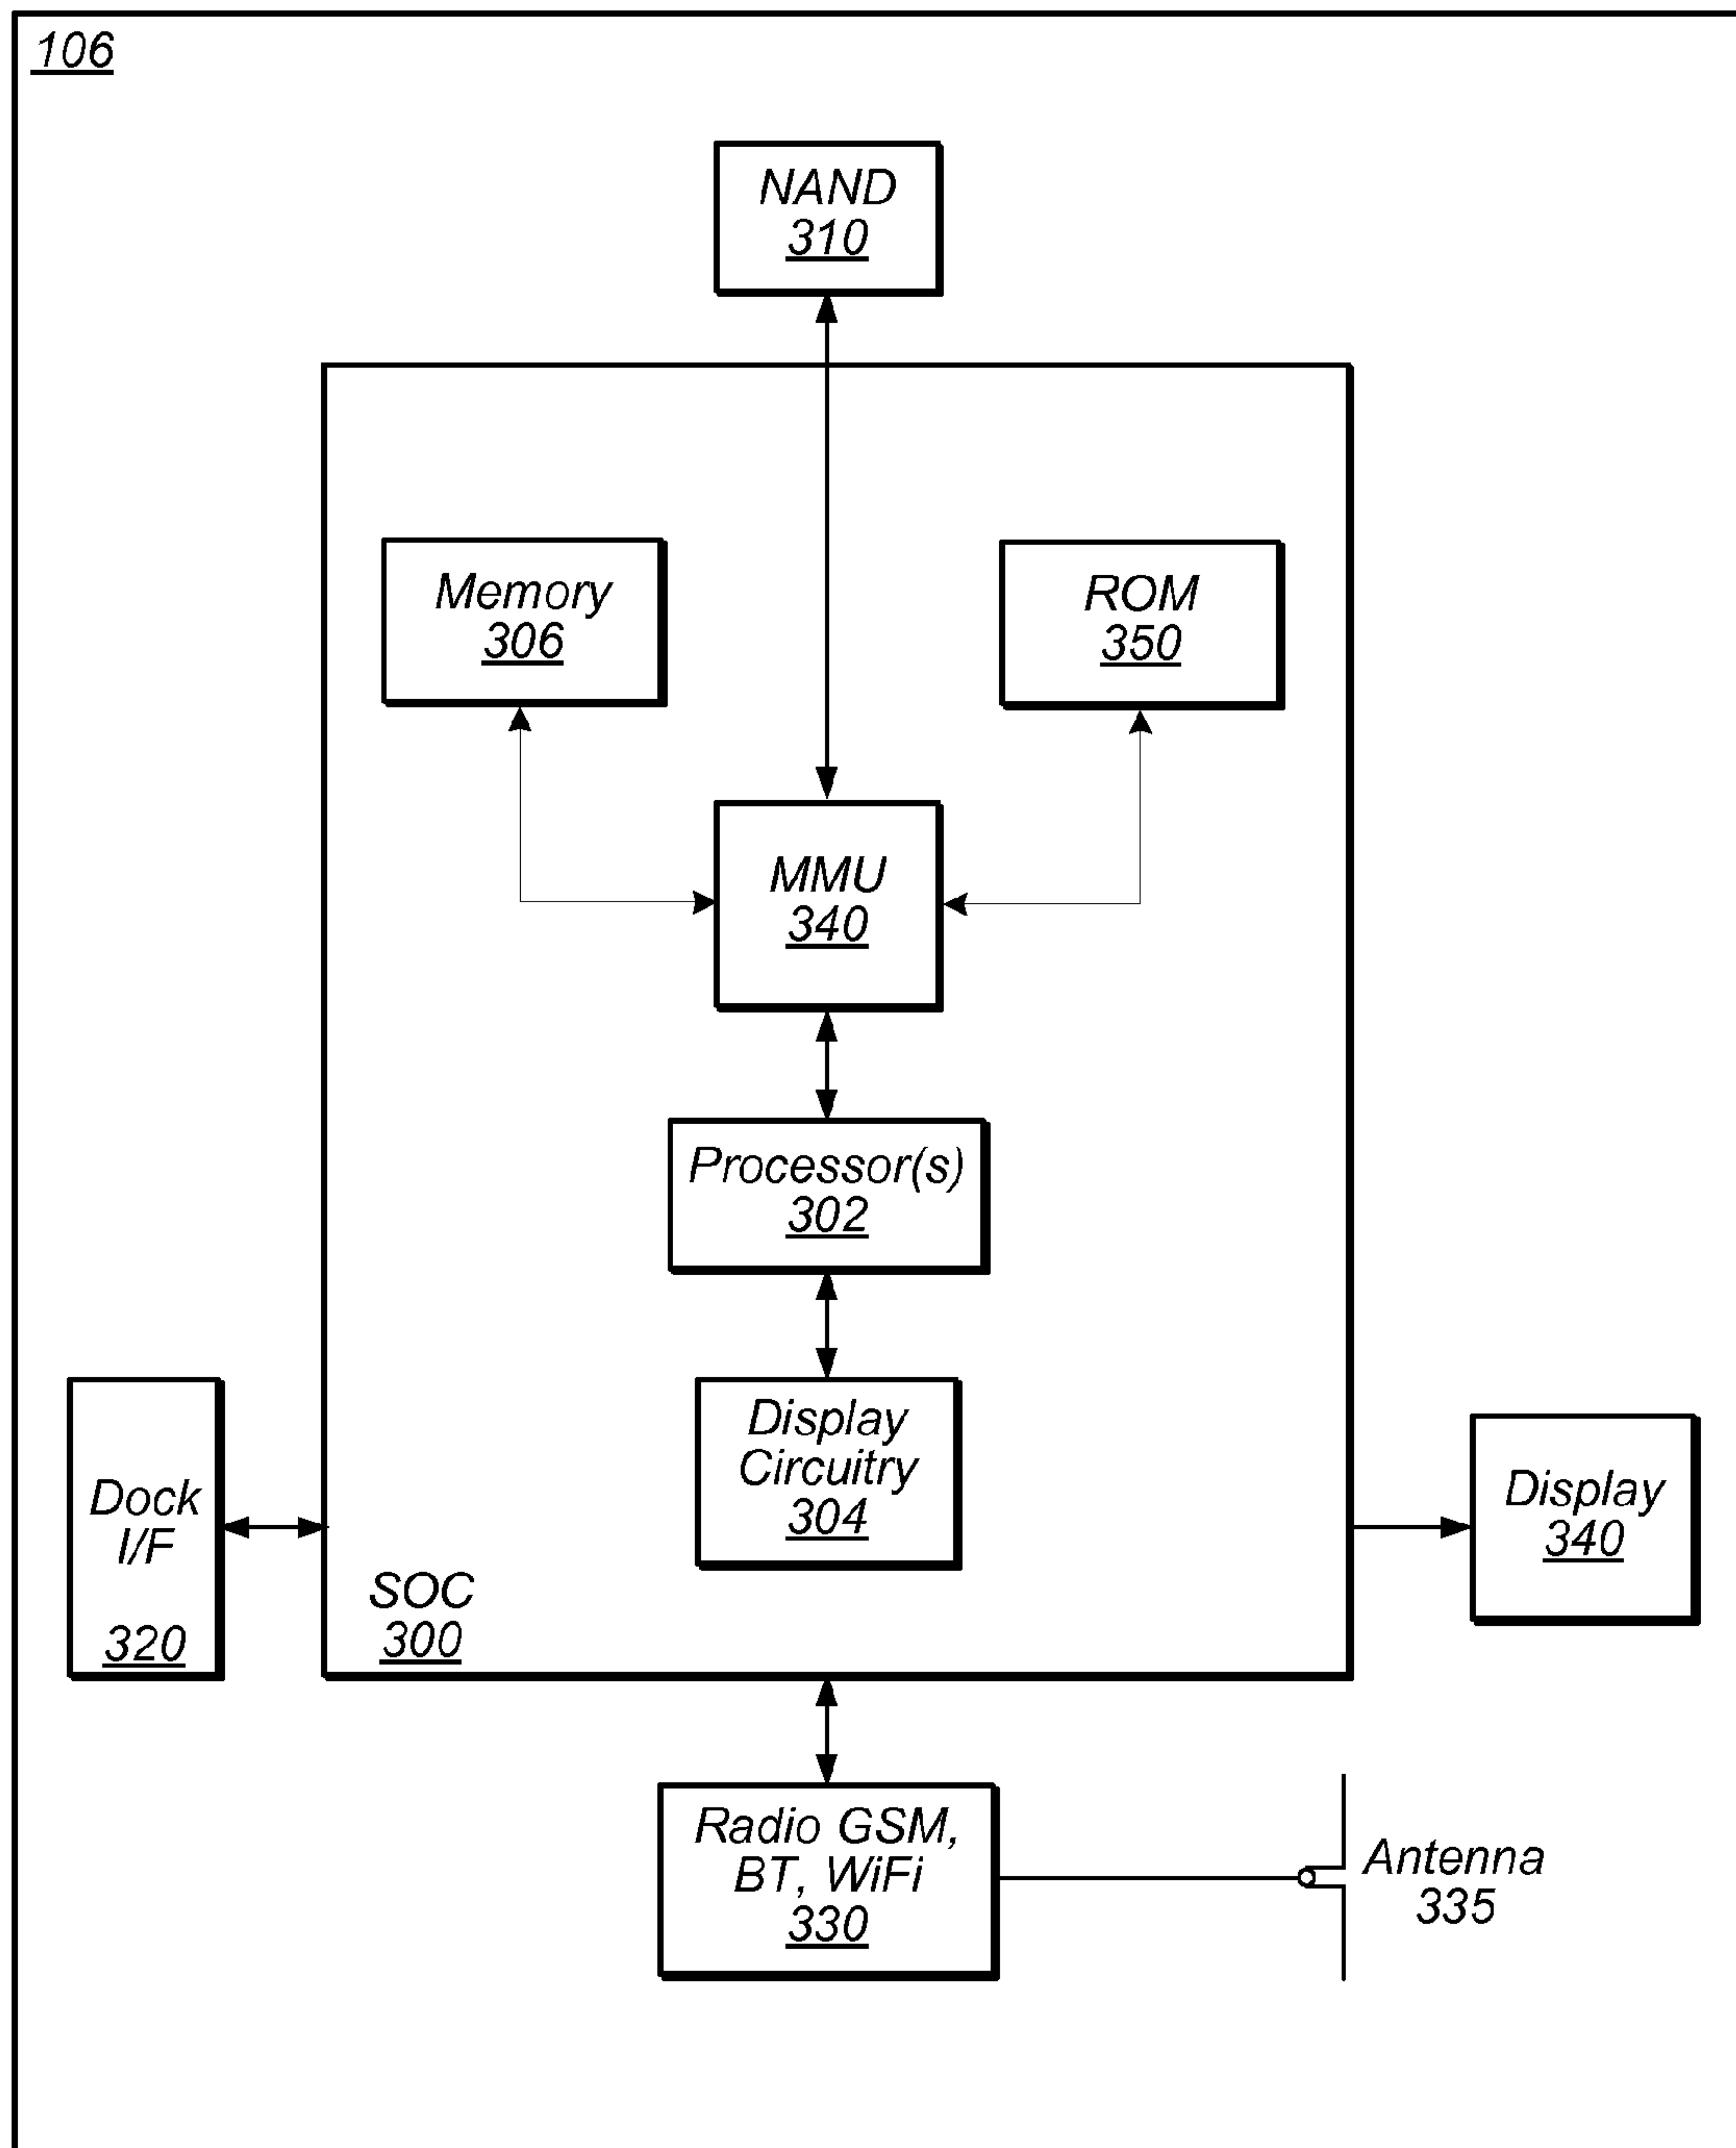 106
NAND
310
Memory
306
ROM
350
MMU
340
Processor(s)
302
Display
Circuitry
304
Dock
I/F
320
SOC
300
Display
340
Radio GSM,
BT, WiFi
330
Antenna
335